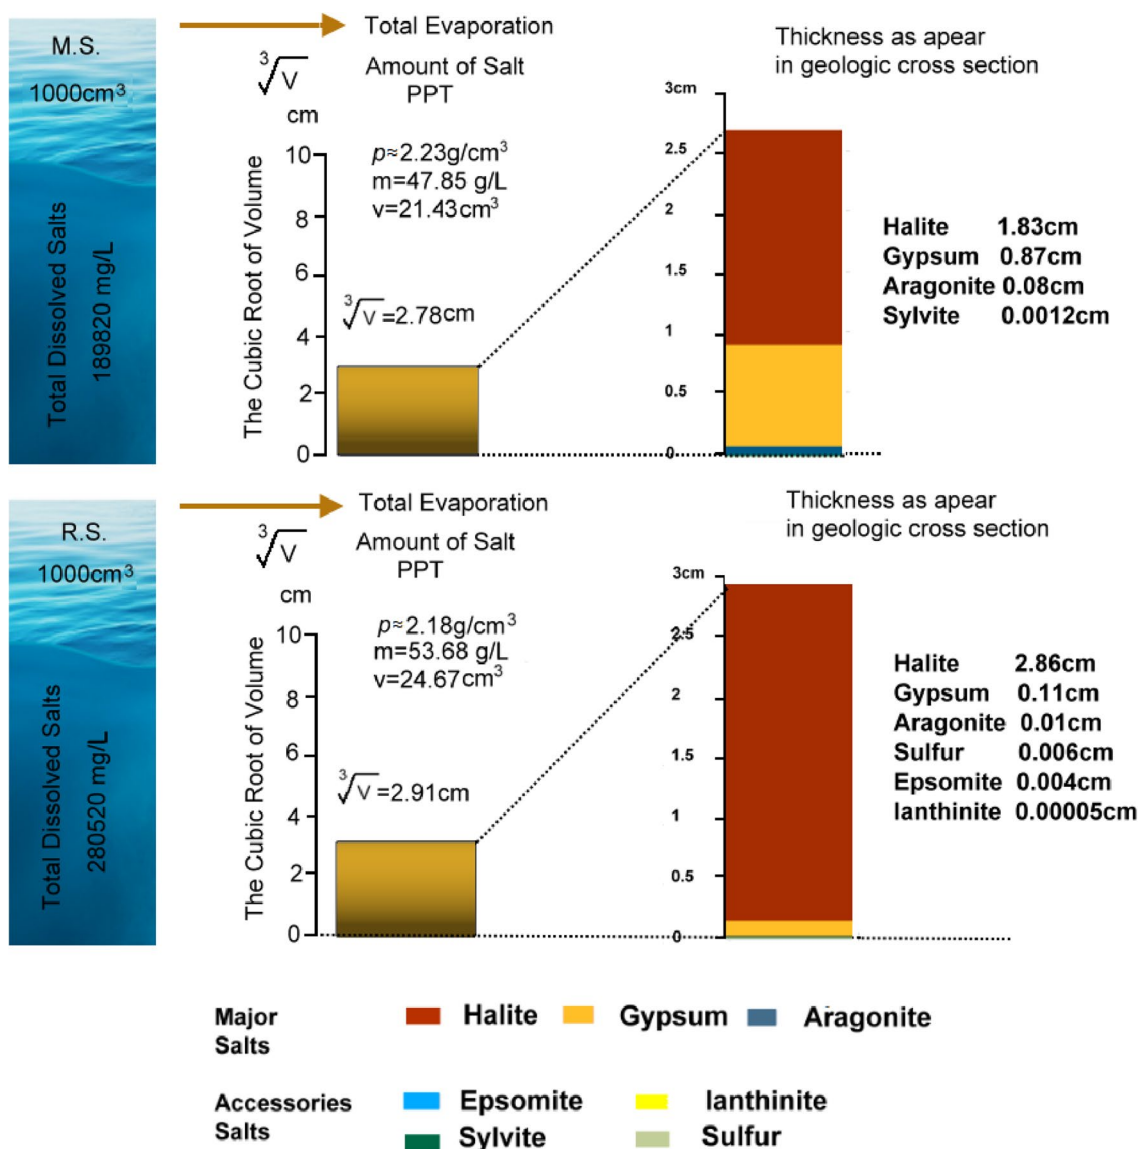 M.S.
1000cm³
Total Dissolved Salts
189820 mg/L
Total Evaporation
³√V
cm
Amount of Salt
PPT
The Cubic Root of Volume
10
8
6
4
2
0
p≈2.23g/cm³
m=47.85 g/L
v=21.43cm³
³√V=2.78cm
Thickness as apear
in geologic cross section
3cm
2.5
2
1.5
1
0.5
0
Halite 1.83cm
Gypsum 0.87cm
Aragonite 0.08cm
Sylvite 0.0012cm
R.S.
1000cm³
Total Dissolved Salts
280520 mg/L
Total Evaporation
³√V
cm
Amount of Salt
PPT
The Cubic Root of Volume
10
8
6
4
2
0
p≈2.18g/cm³
m=53.68 g/L
v=24.67cm³
³√V=2.91cm
Thickness as apear
in geologic cross section
3cm
2.5
2
1.5
1
0.5
0
Halite 2.86cm
Gypsum 0.11cm
Aragonite 0.01cm
Sulfur 0.006cm
Epsomite 0.004cm
Ianthinite 0.00005cm
Major
Salts
Halite
Gypsum
Aragonite
Accessories
Salts
Epsomite
Ianthinite
Sylvite
Sulfur